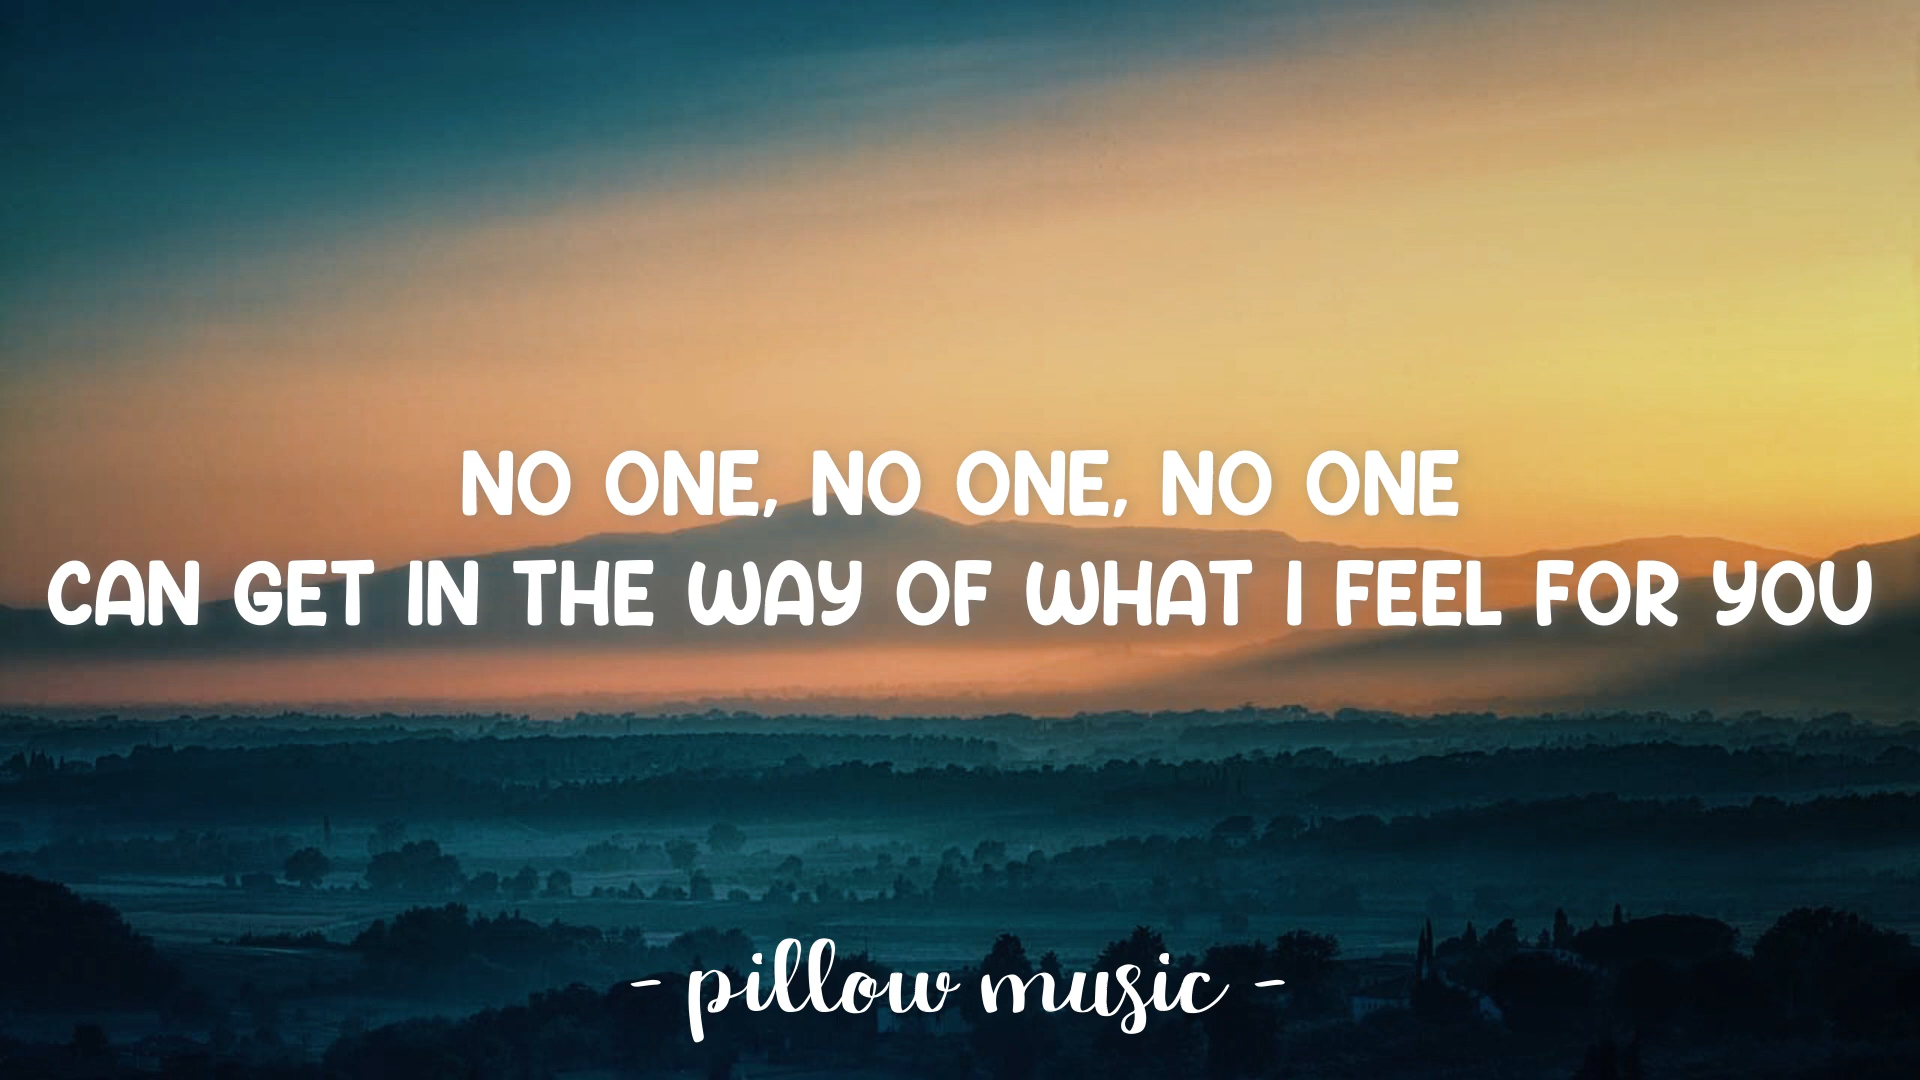 NO ONE, NO ONE, NO ONE
CAN GET IN THE WAY OF WHAT I FEEL FOR YOU
- pillow music -